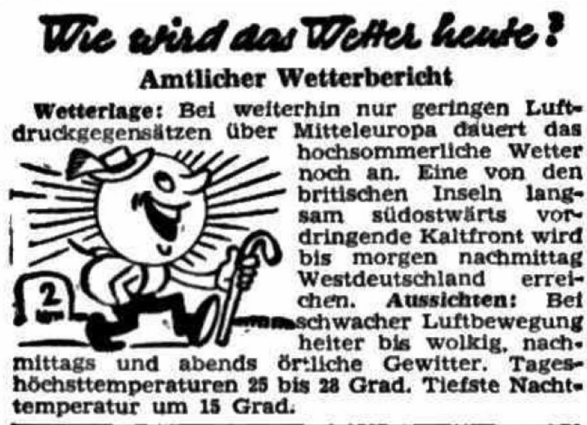 Wie wird das Wetter heute?
Amtlicher Wetterbericht
Wetterlage: Bei weiterhin nur geringen Luft-
druckgegensätzen über Mitteleuropa dauert das
hochsommerliche Wetter
noch an. Eine von den
britischen Inseln lang-
sam südostwärts vor-
dringende Kaltfront wird
bis morgen nachmittag
Westdeutschland errei-
chen. Aussichten: Bei
schwacher Luftbewegung
heiter bis wolkig, nach-
mittags und abends örtliche Gewitter. Tages-
höchsttemperaturen 25 bis 28 Grad. Tiefste Nacht-
temperatur um 15 Grad.
2